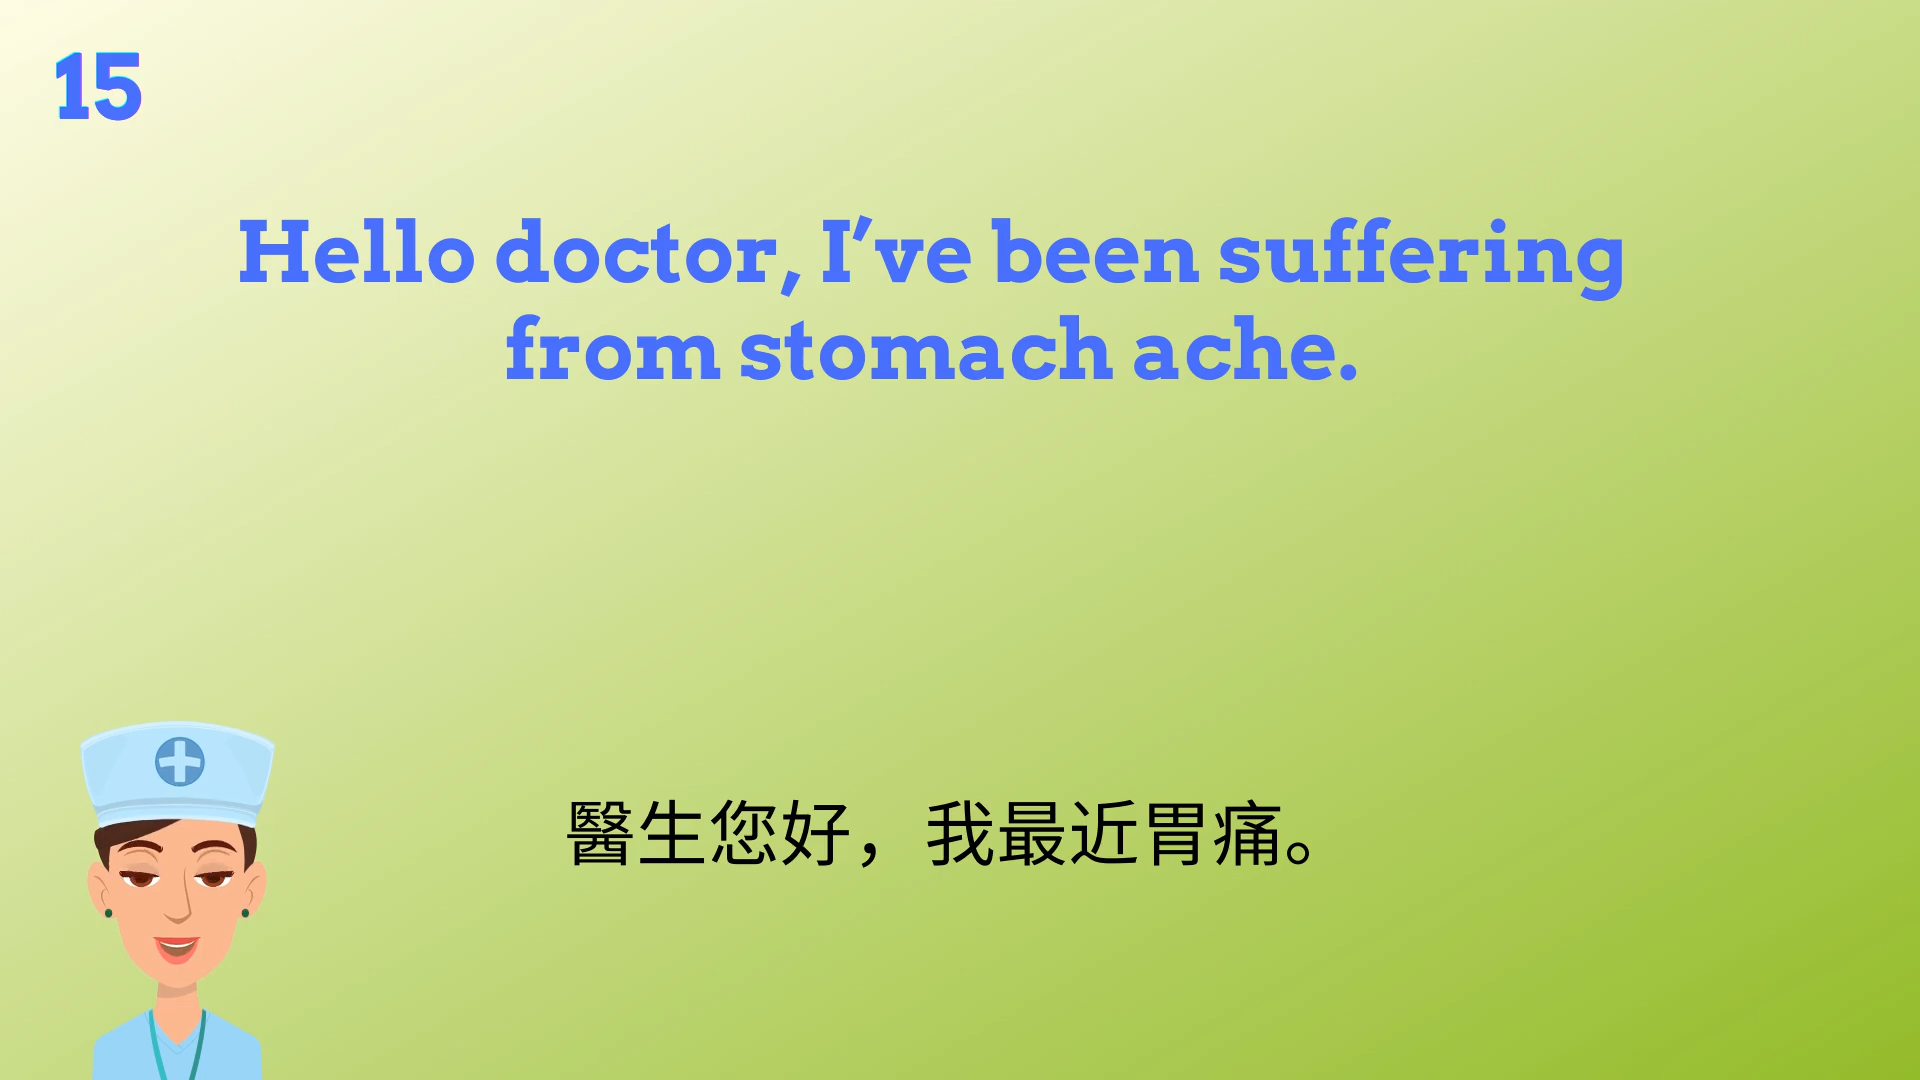 15
Hello doctor, I’ve been suffering
from stomach ache.
醫生您好，我最近胃痛。